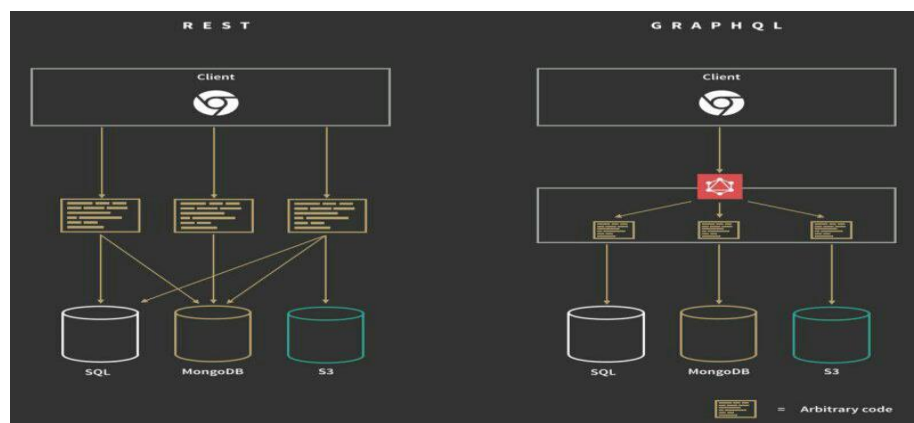 REST
Client
SQL
MongoDB
S3
GRAPHQL
Client
SQL
MongoDB
S3
= Arbitrary code